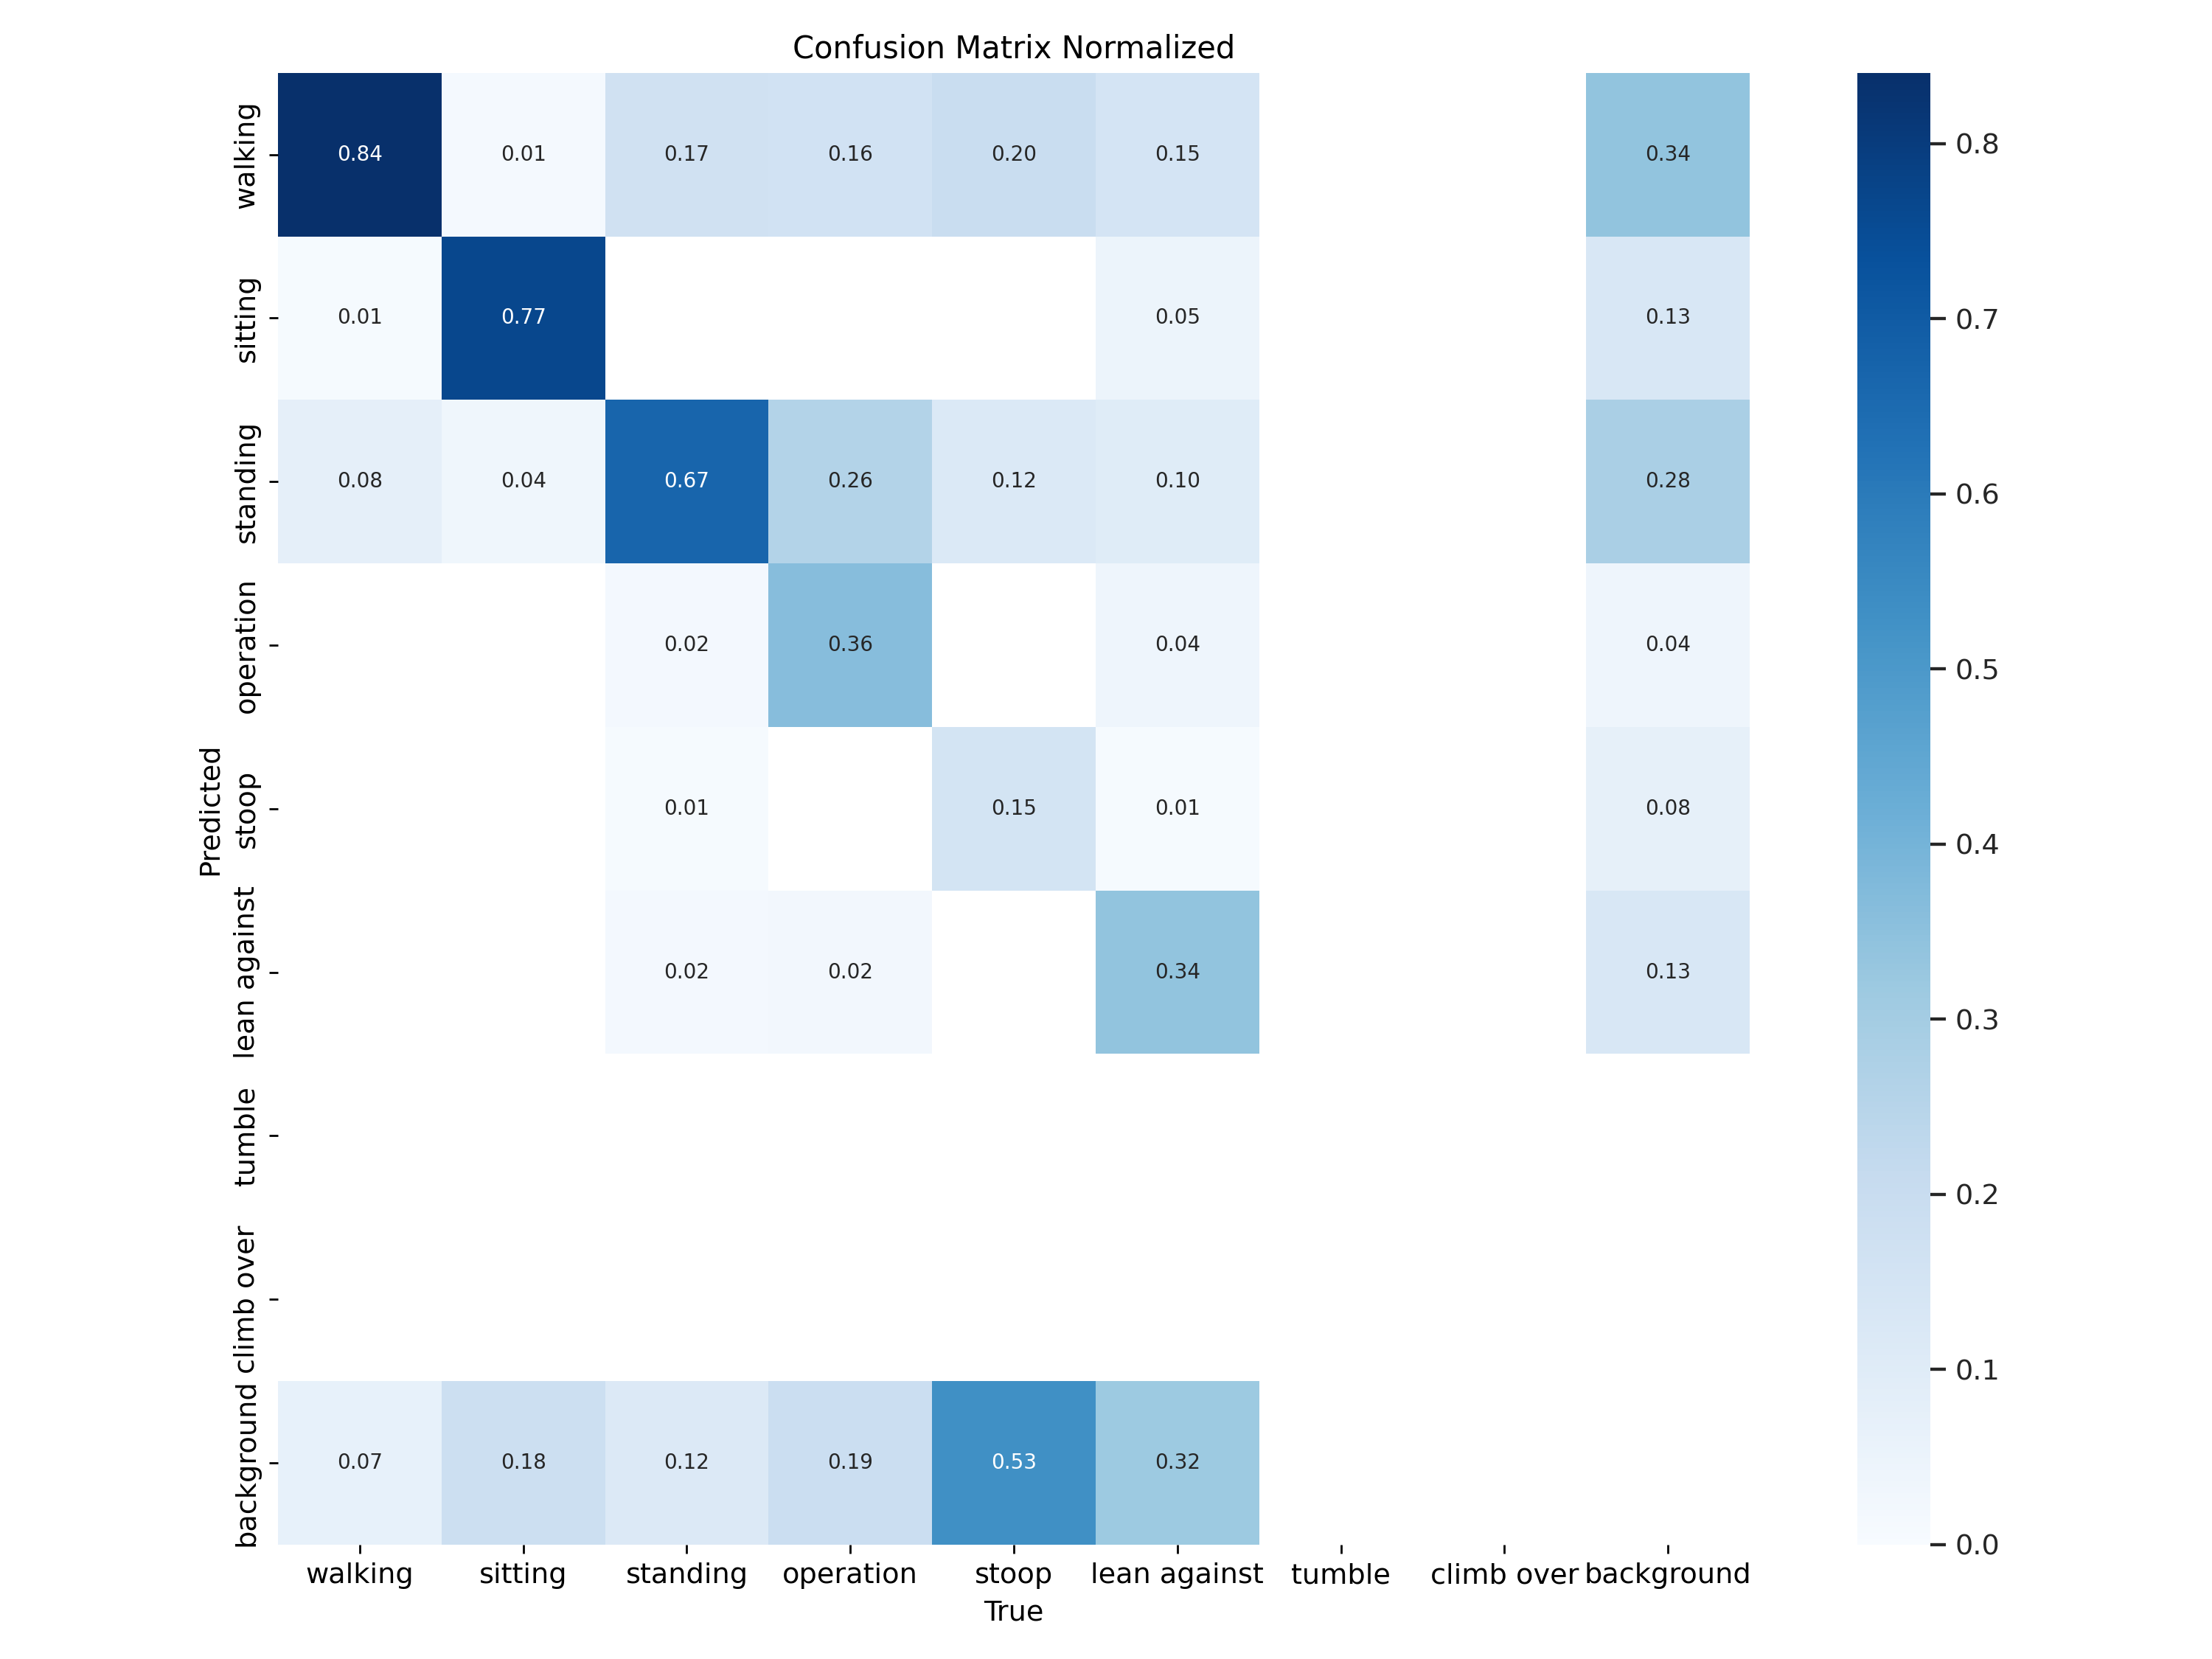 Confusion Matrix Normalized
walking
0.84 0.01 0.17 0.16 0.20 0.15 0.34
sitting
0.01 0.77 0.05 0.13
standing
0.08 0.04 0.67 0.26 0.12 0.10 0.28
operation
0.02 0.36 0.04 0.04
Predicted
stoop
0.01 0.15 0.01 0.08
lean against
0.02 0.02 0.34 0.13
tumble
climb over
background
0.07 0.18 0.12 0.19 0.53 0.32
walking sitting standing operation stoop lean against tumble climb over background
True
0.8
0.7
0.6
0.5
0.4
0.3
0.2
0.1
0.0